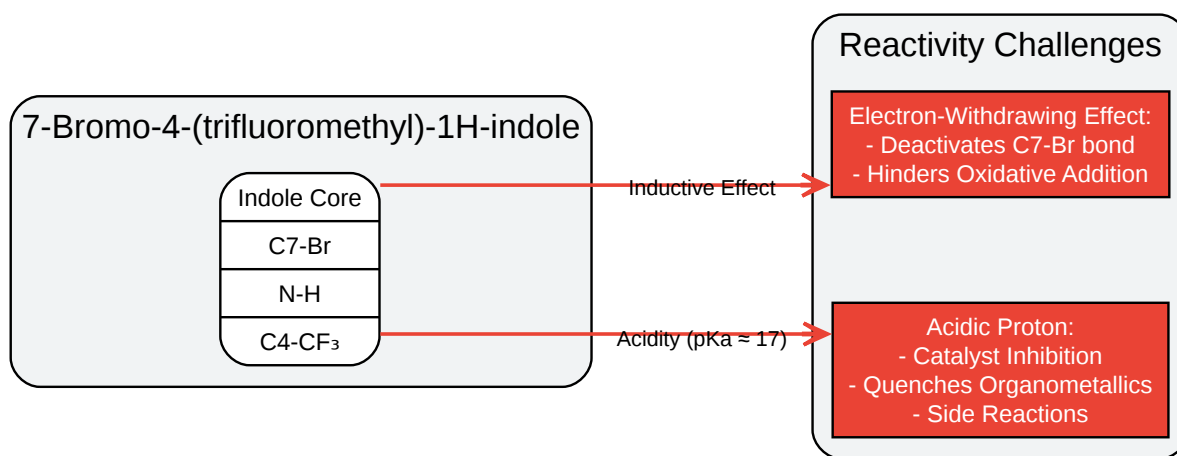 7-Bromo-4-(trifluoromethyl)-1H-indole
Indole Core
C7-Br
N-H
C4-CF₃
Inductive Effect
Acidity (pKa ≈ 17)
Reactivity Challenges
Electron-Withdrawing Effect:
- Deactivates C7-Br bond
- Hinders Oxidative Addition
Acidic Proton:
- Catalyst Inhibition
- Quenches Organometallics
- Side Reactions